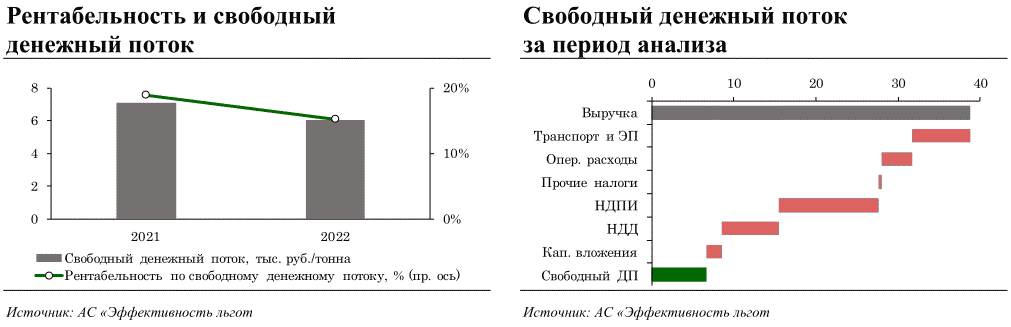 Рентабельность и свободный
денежный поток
8
6
4
2
0
20%
10%
0%
2021
2022
Свободный денежный поток, тыс. руб./тонна
Рентабельность по свободному денежному потоку, % (пр. ось)
Источник: АС «Эффективность льгот
Свободный денежный поток
за период анализа
0 10 20 30 40
Выручка
Транспорт и ЭП
Опер. расходы
Прочие налоги
НДПИ
НДД
Кап. вложения
Свободный ДП
Источник: АС «Эффективность льгот